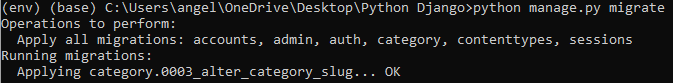 (env) (base) C:\Users\angel\OneDrive\Desktop\Python Django>python manage.py migrate
Operations to perform:
  Apply all migrations: accounts, admin, auth, category, contenttypes, sessions
Running migrations:
  Applying category.0003_alter_category_slug... OK